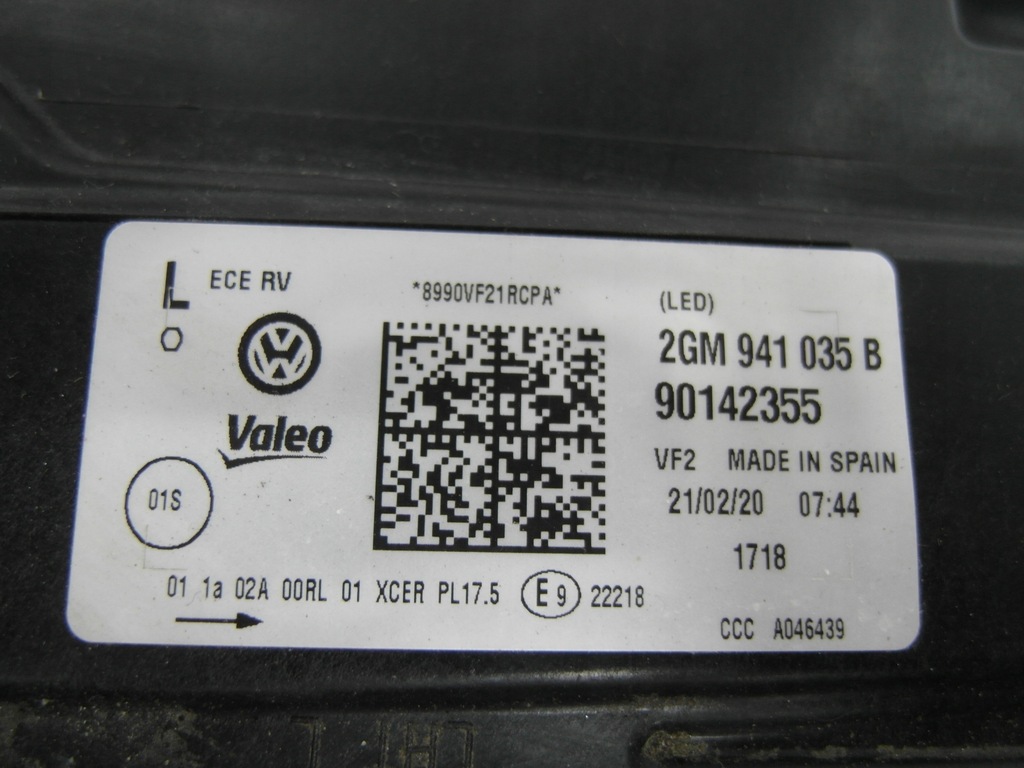 L ECE RV
*8990VF21RCPA*
(LED)
2GM 941 035 B
90142355
Valeo
VF2 MADE IN SPAIN
01S
21/02/20 07:44
1718
01 1a 02A 00RL 01 XCER PL17.5 E9 22218
CCC A046439